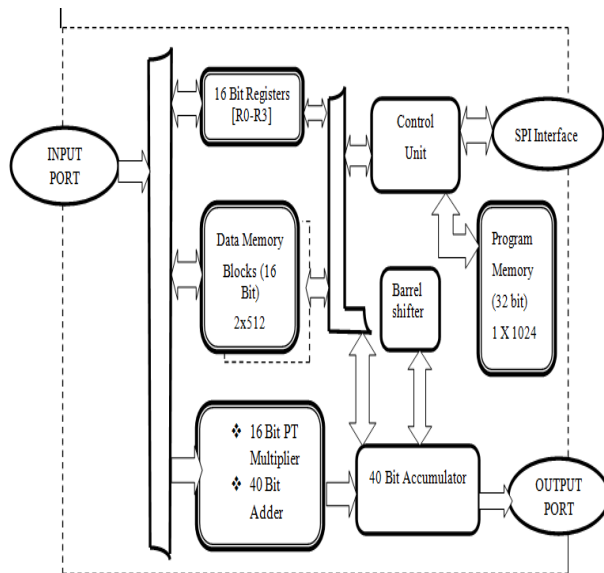 16 Bit Registers
[R0-R3]
Control
Unit
SPI Interface
INPUT
PORT
Data Memory
Blocks (16
Bit)
2x512
Barrel
shifter
Program
Memory
(32 bit)
1 X 1024
❖ 16 Bit PT
Multiplier
❖ 40 Bit
Adder
40 Bit Accumulator
OUTPUT
PORT